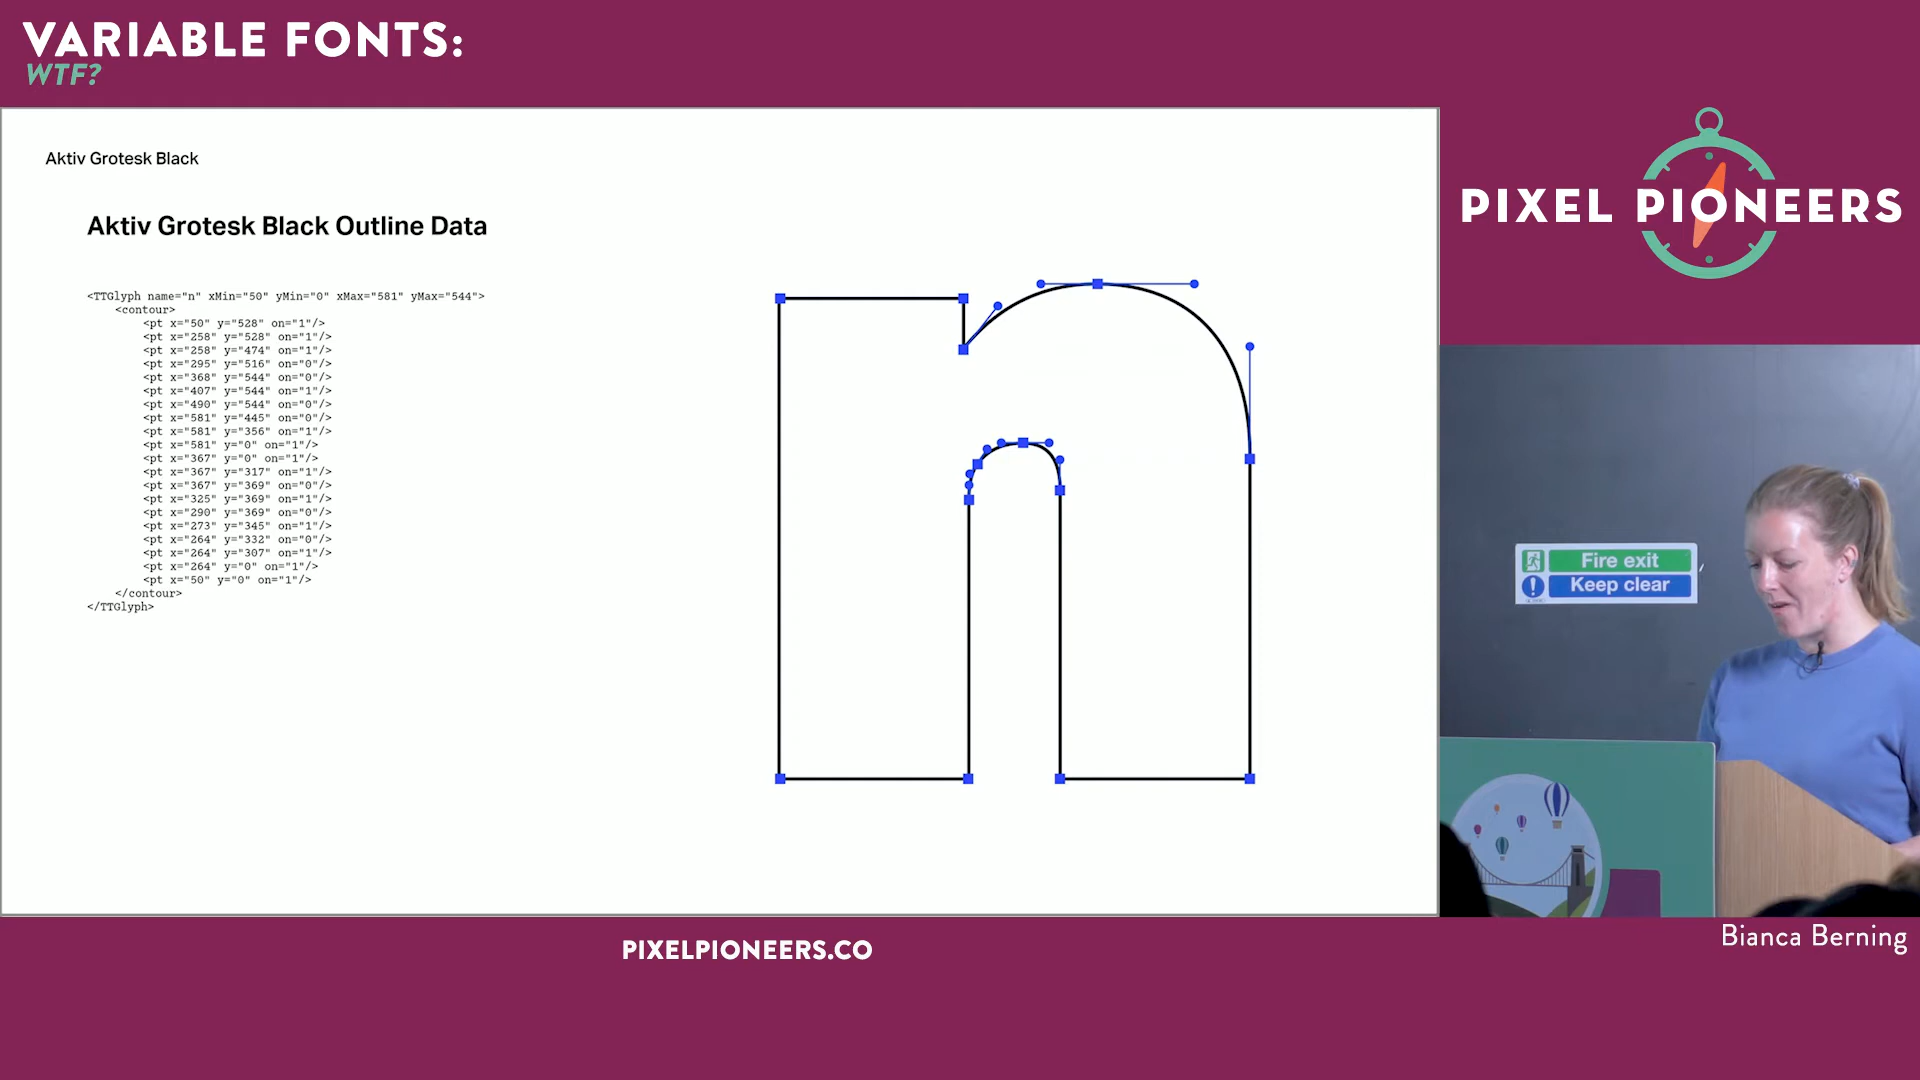 VARIABLE FONTS:
WTF?
Aktiv Grotesk Black
Aktiv Grotesk Black Outline Data
<TTGlyph name="n" xMin="50" yMin="0" xMax="581" yMax="544">
<contour>
<pt x="50" y="528" on="1"/>
<pt x="258" y="528" on="1"/>
<pt x="258" y="474" on="1"/>
<pt x="295" y="516" on="0"/>
<pt x="368" y="544" on="0"/>
<pt x="407" y="544" on="1"/>
<pt x="490" y="544" on="0"/>
<pt x="581" y="445" on="0"/>
<pt x="581" y="356" on="1"/>
<pt x="581" y="0" on="1"/>
<pt x="367" y="0" on="1"/>
<pt x="367" y="317" on="1"/>
<pt x="367" y="369" on="0"/>
<pt x="325" y="369" on="1"/>
<pt x="290" y="369" on="0"/>
<pt x="273" y="345" on="1"/>
<pt x="264" y="332" on="0"/>
<pt x="264" y="307" on="1"/>
<pt x="264" y="0" on="1"/>
<pt x="50" y="0" on="1"/>
</contour>
</TTGlyph>
n
PIXEL PIONEERS
Fire exit
Keep clear
Bianca Berning
PIXELPIONEERS.CO